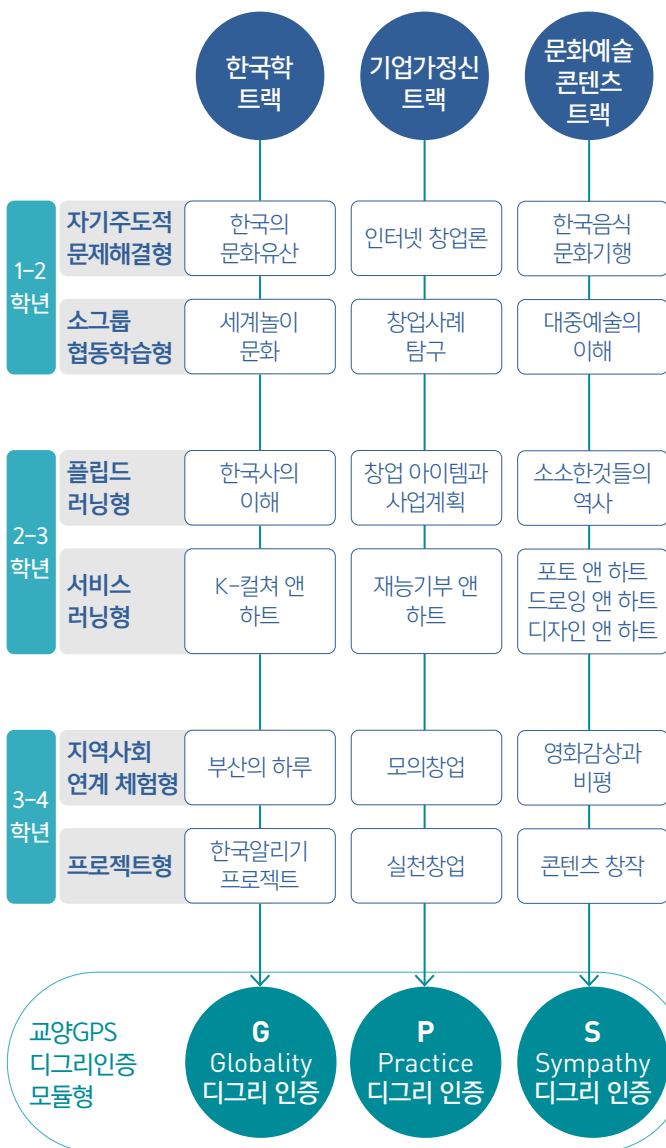 한국학
트랙
기업가정신
트랙
문화예술
콘텐츠
트랙
1-2
학년
자기주도적
문제해결형
한국의
문화유산
인터넷 창업론
한국음식
문화기행
소그룹
협동학습형
세계놀이
문화
창업사례
탐구
대중예술의
이해
2-3
학년
플립드
러닝형
한국사의
이해
창업 아이템과
사업계획
소소한것들의
역사
서비스
러닝형
K-컬쳐 앤
하트
재능기부 앤
하트
포토 앤 하트
드로잉 앤 하트
디자인 앤 하트
3-4
학년
지역사회
연계 체험형
부산의 하루
모의창업
영화감상과
비평
프로젝트형
한국알리기
프로젝트
실천창업
콘텐츠 창작
교양GPS
디그리인증
모듈형
G
Globality
디그리 인증
P
Practice
디그리 인증
S
Sympathy
디그리 인증